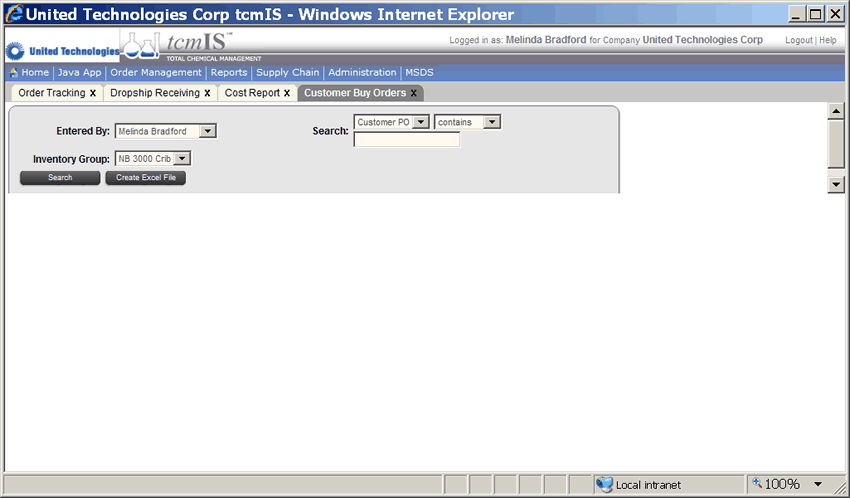 United Technologies Corp tcmIS - Windows Internet Explorer
United Technologies
tcmIS™
TOTAL CHEMICAL MANAGEMENT
Logged in as: Melinda Bradford for Company United Technologies Corp
Logout | Help
Home | Java App | Order Management | Reports | Supply Chain | Administration | MSDS
Order Tracking x Dropship Receiving x Cost Report x Customer Buy Orders x
Entered By: Melinda Bradford
Search: Customer PO contains
Inventory Group: NB 3000 Crib
Search Create Excel File
Local intranet 100%